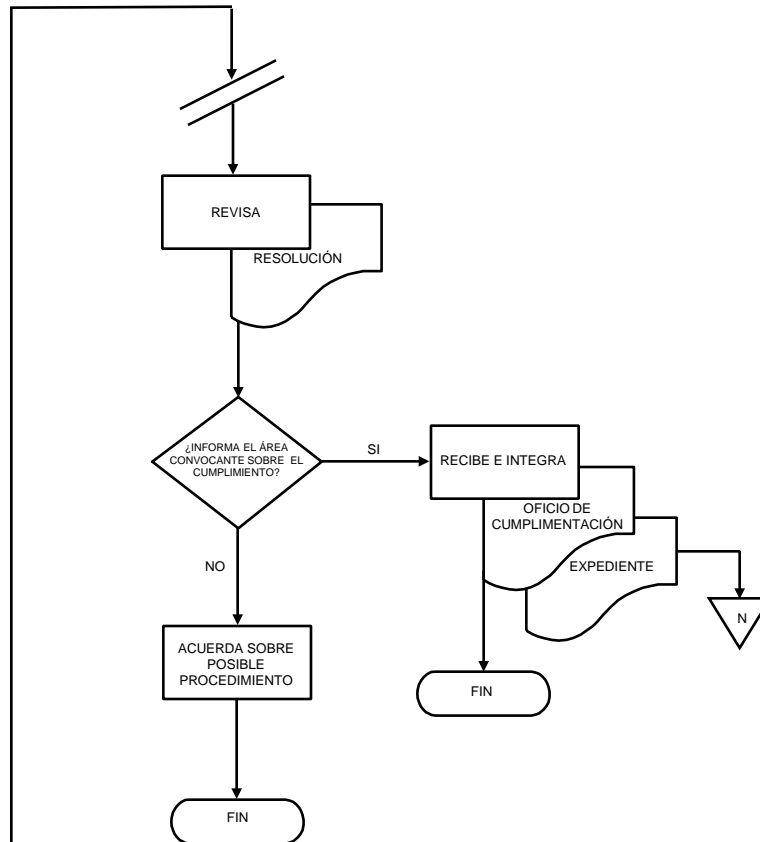 REVISA
RESOLUCIÓN
¿INFORMA EL ÁREA
CONVOCANTE SOBRE EL
CUMPLIMIENTO?
SI
RECIBE E INTEGRA
OFICIO DE
CUMPLIMENTACIÓN
EXPEDIENTE
N
NO
ACUERDA SOBRE
POSIBLE
PROCEDIMIENTO
FIN
FIN